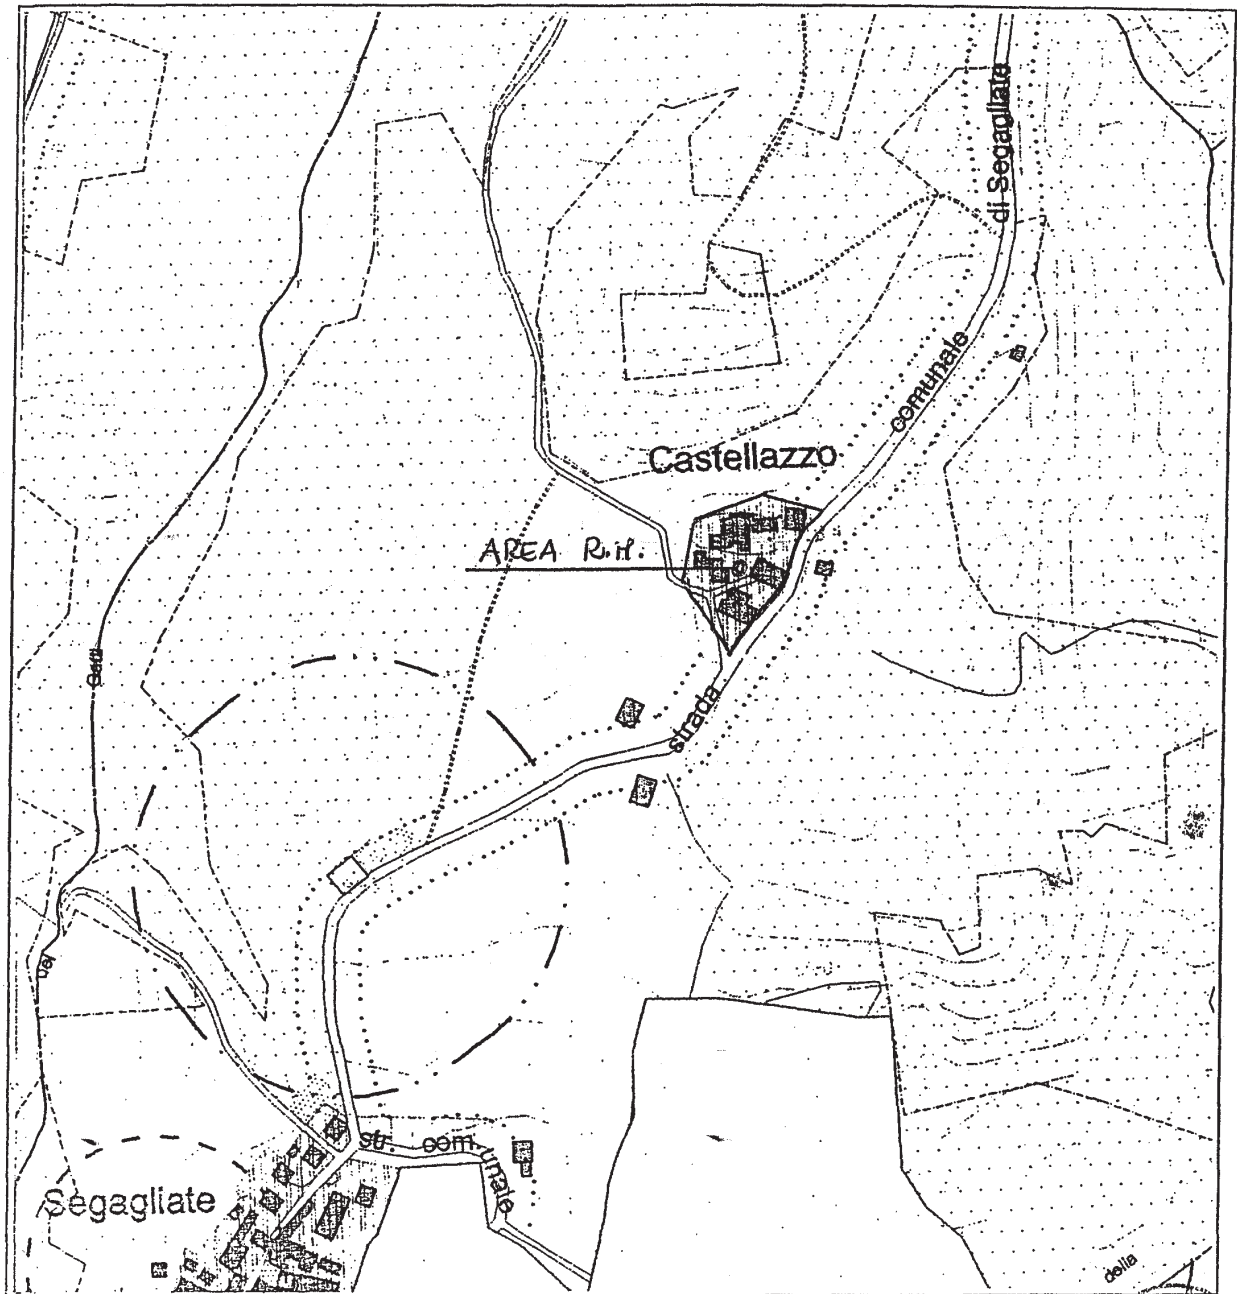 di Segagliate
comunale
Castellazzo
AREA R.H.
strada
str. comunale
Segagliate
della